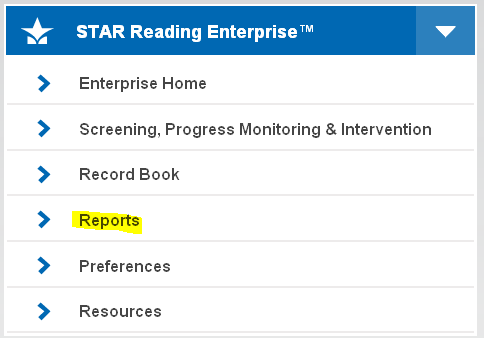 STAR Reading Enterprise™
Enterprise Home
Screening, Progress Monitoring & Intervention
Record Book
Reports
Preferences
Resources